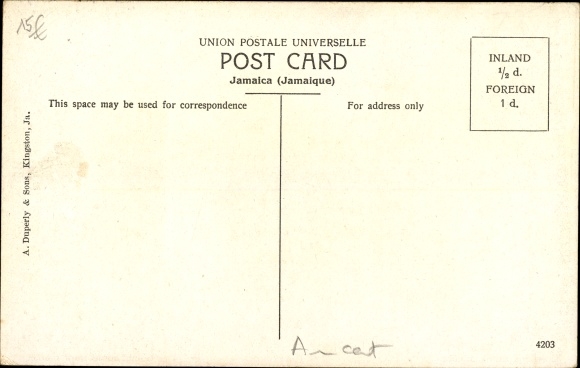 UNION POSTALE UNIVERSELLE
POST CARD
Jamaica (Jamaique)
INLAND
½ d.
FOREIGN
1 d.
This space may be used for correspondence
For address only
A. Duperly & Sons, Kingston, Ja.
4203